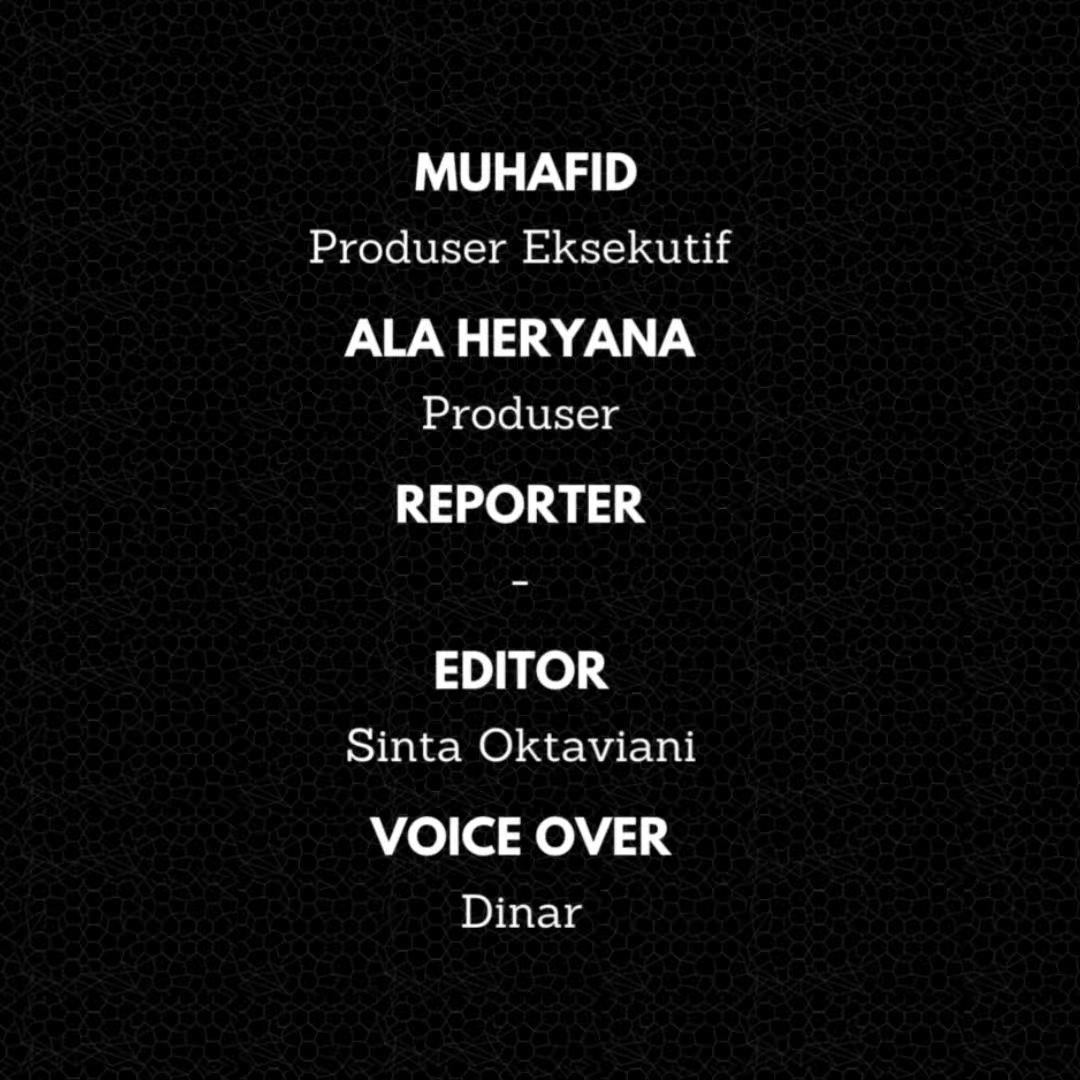 MUHAFID
Produser Eksekutif
ALA HERYANA
Produser
REPORTER
-
EDITOR
Sinta Oktaviani
VOICE OVER
Dinar